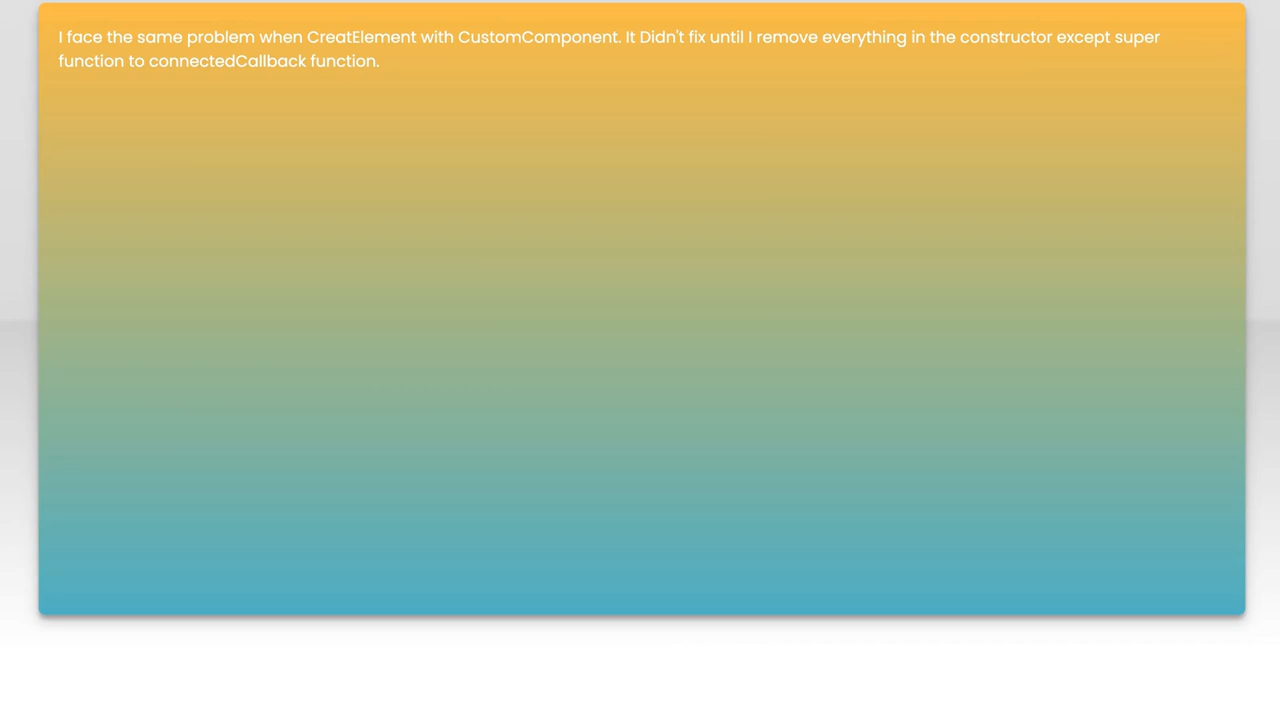 I face the same problem when CreatElement with CustomComponent. It Didn't fix until I remove everything in the constructor except super
function to connectedCallback function.